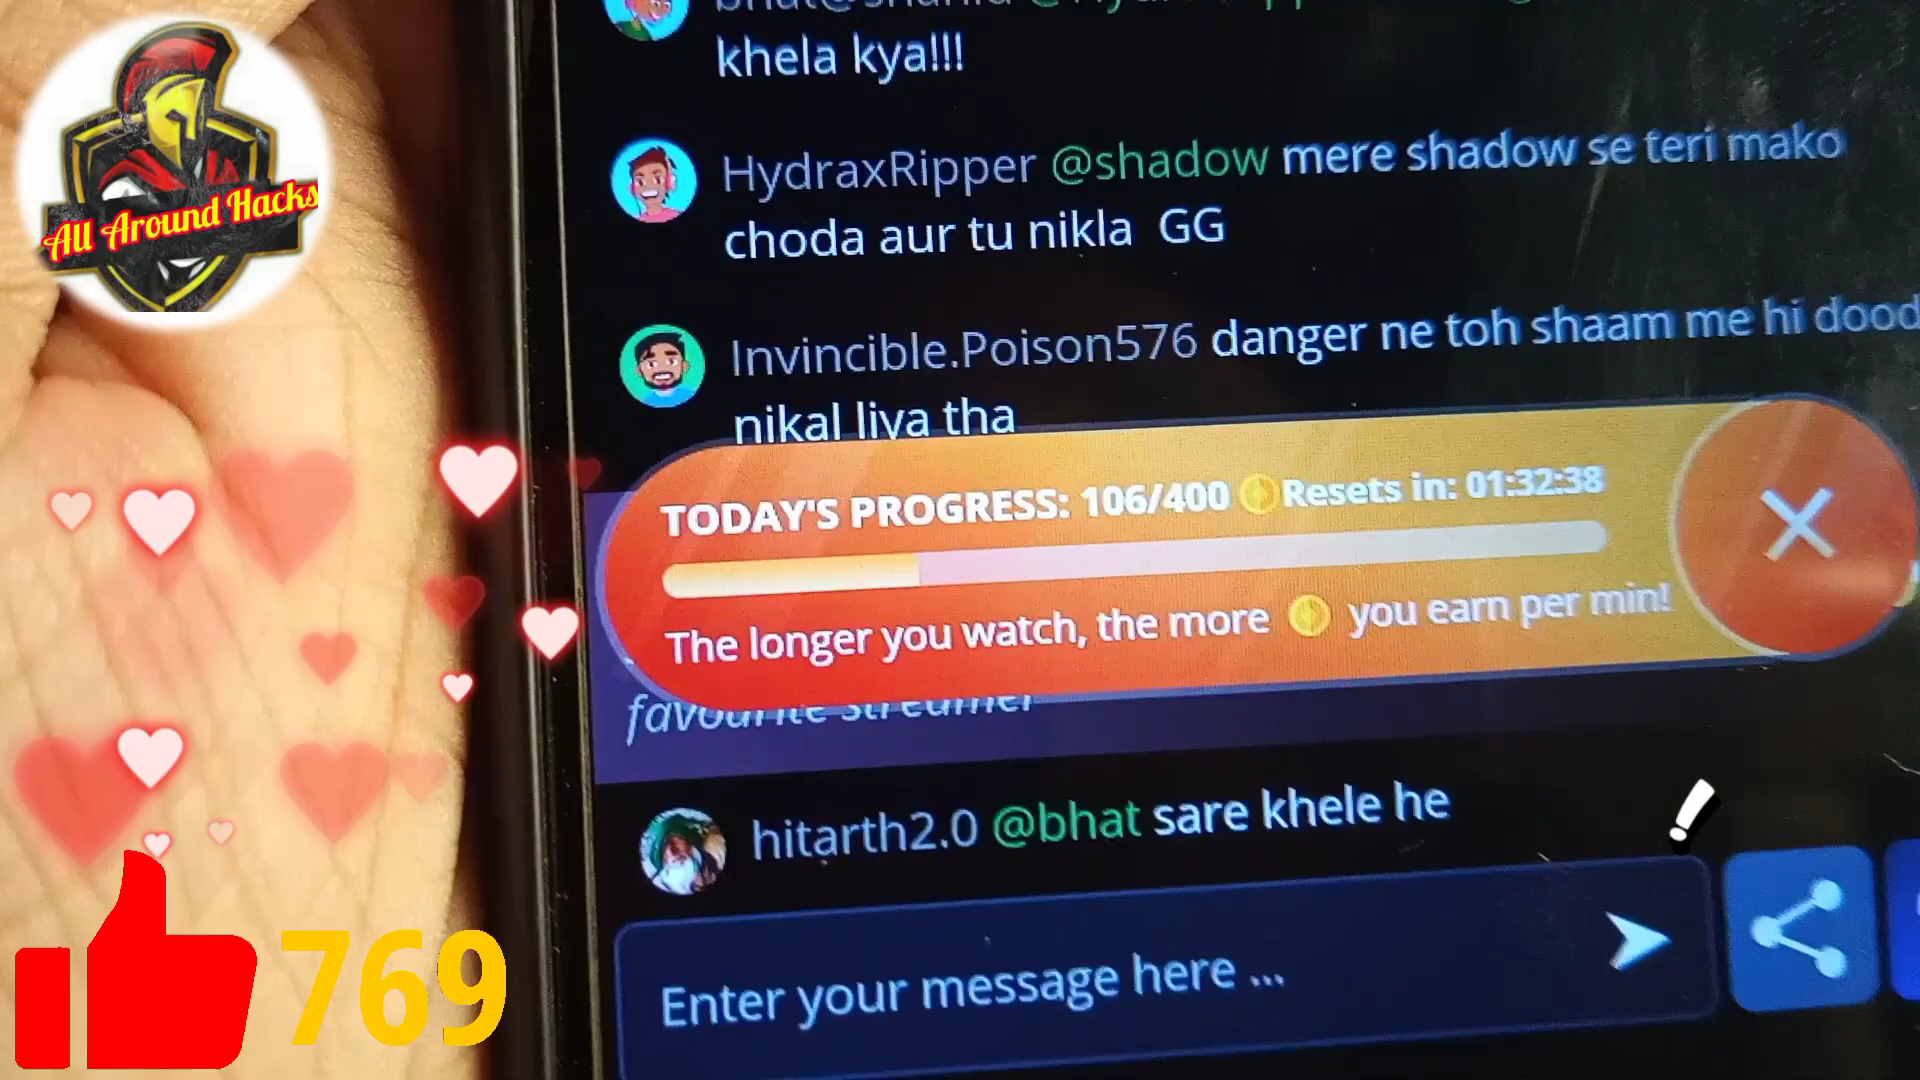 khela kya!!!
HydraxRipper @shadow mere shadow se teri mako
choda aur tu nikla GG
Invincible.Poison576 danger ne toh shaam me hi dood
nikal liya tha
TODAY'S PROGRESS: 106/400 Resets in: 01:32:38
The longer you watch, the more you earn per min!
favourite streamer
hitarth2.0 @bhat sare khele he
!
Enter your message here ...
All Around Hacks
769